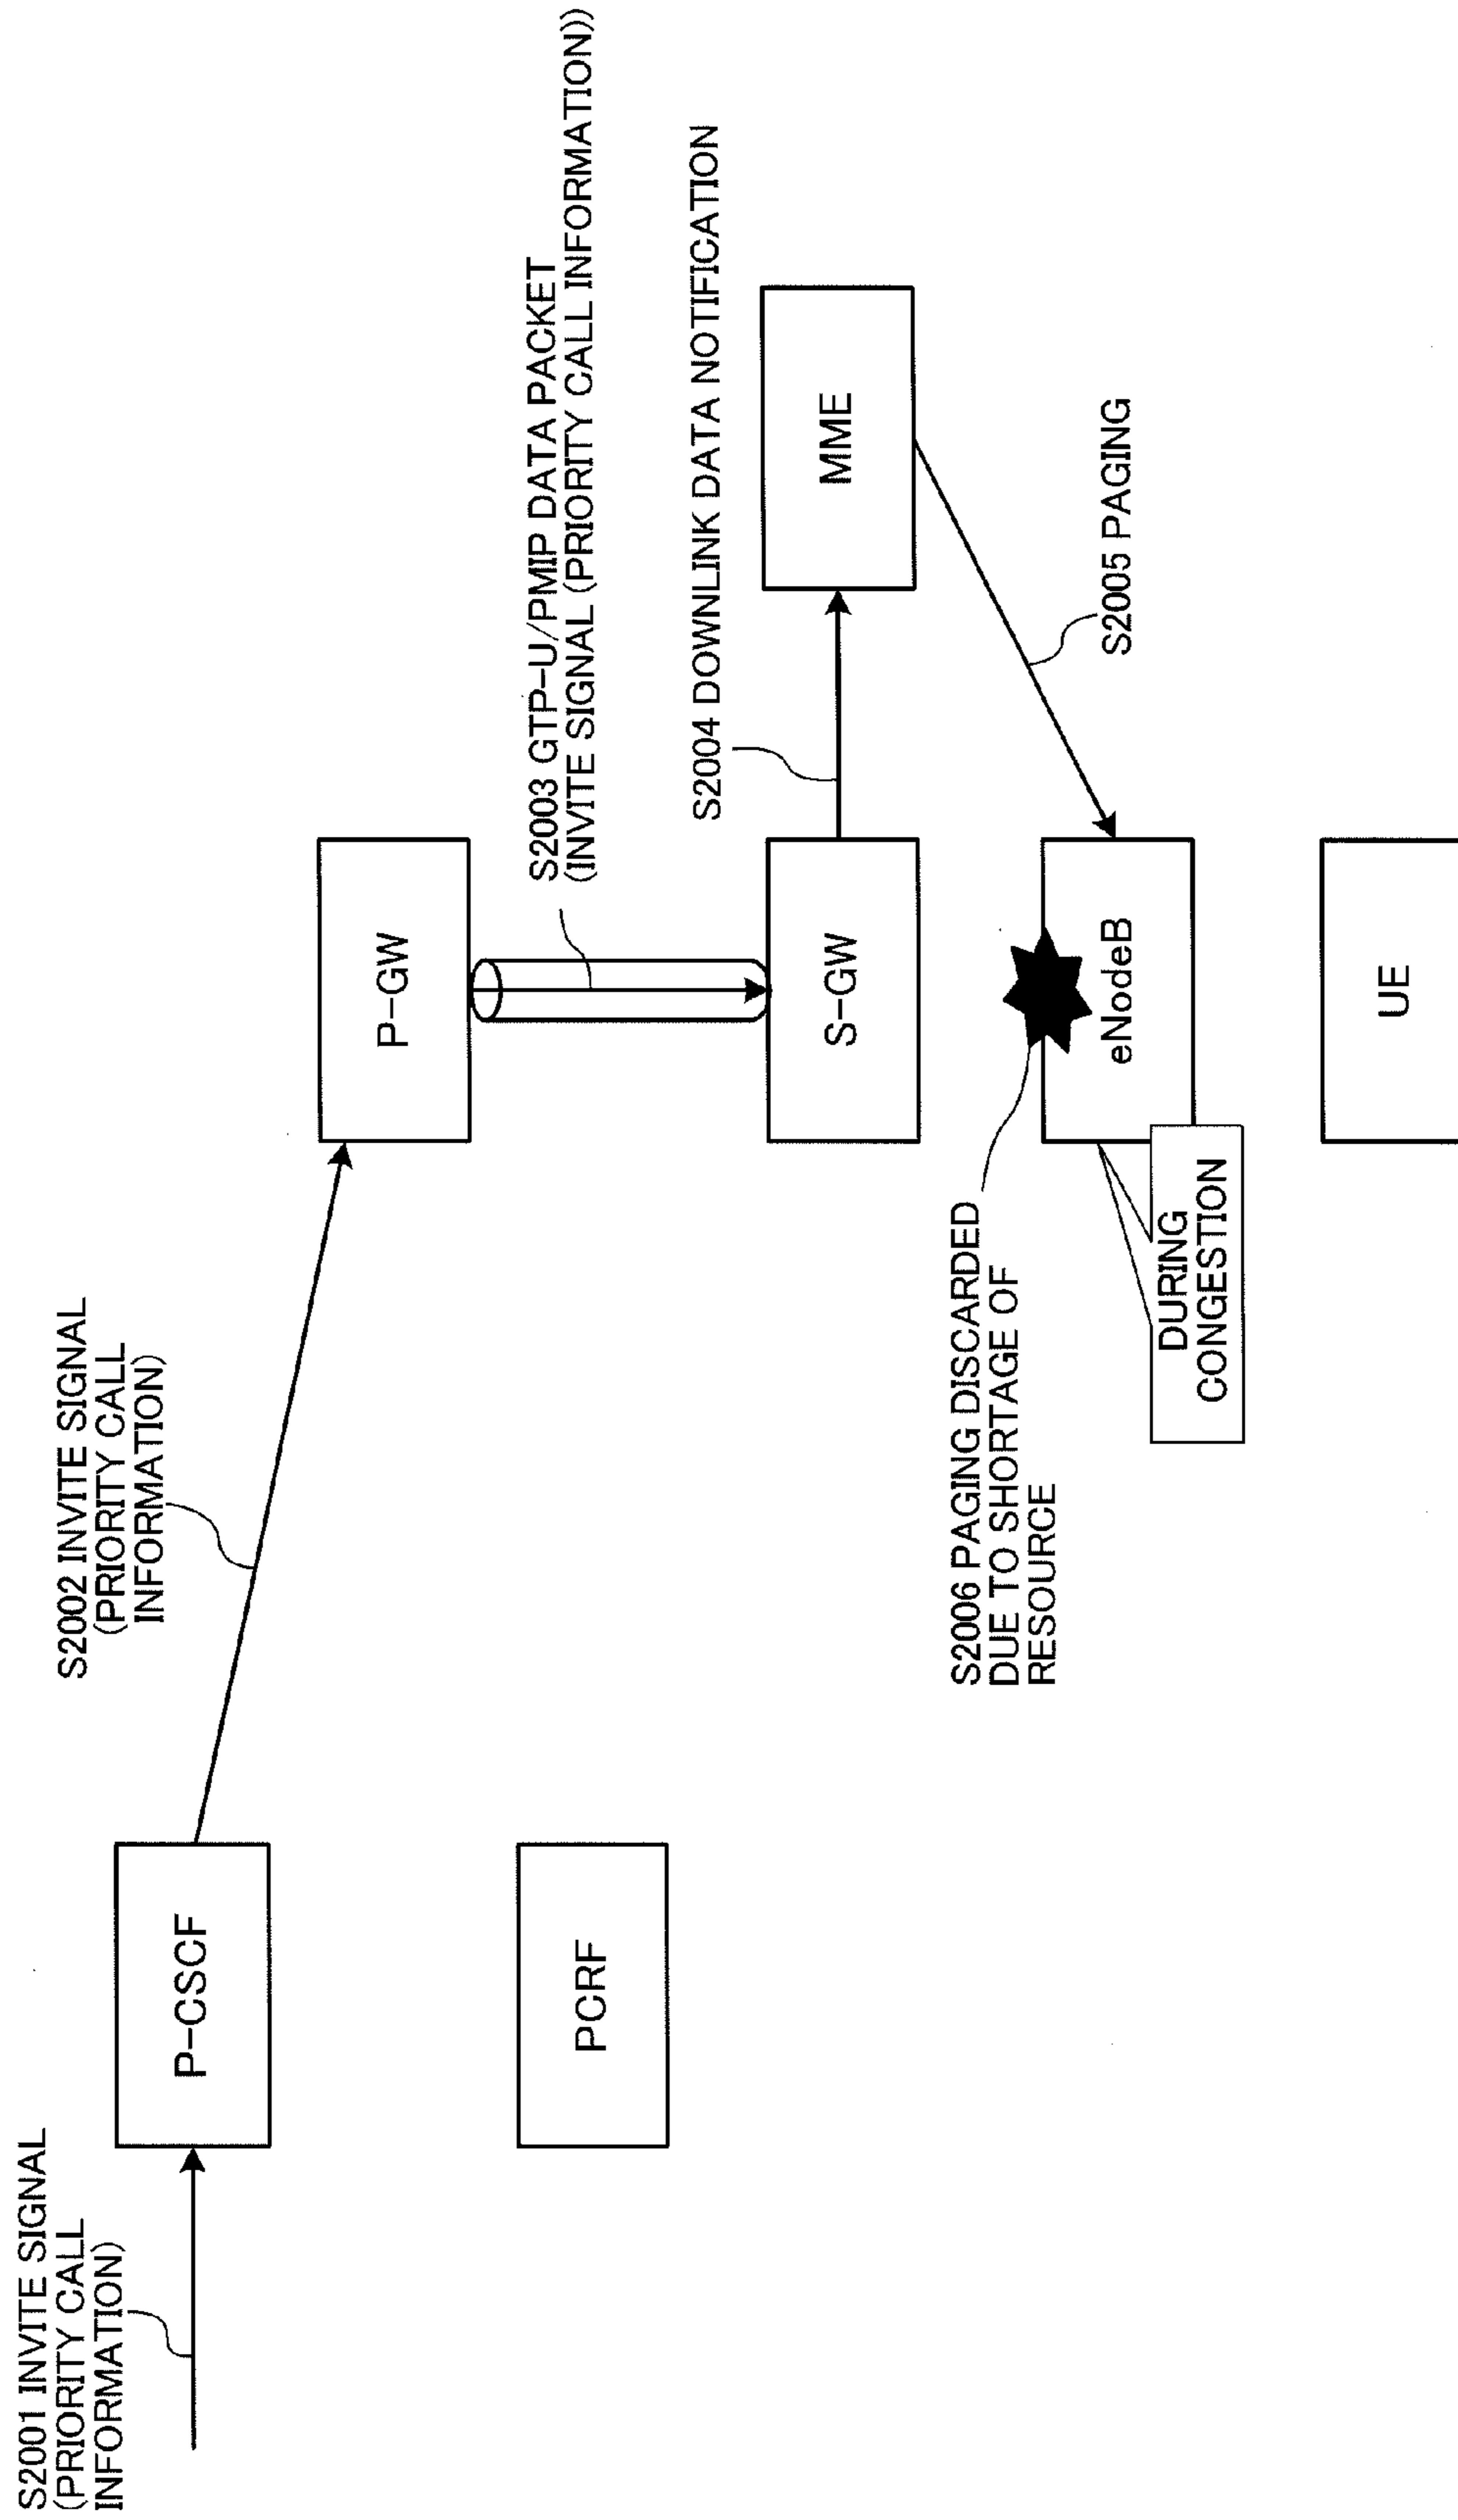 S2001 INVITE SIGNAL
(PRIORITY CALL
INFORMATION)
P-CSCF
S2002 INVITE SIGNAL
(PRIORITY CALL
INFORMATION)
P-GW
S2003 GTP-U/PMIP DATA PACKET
(INVITE SIGNAL (PRIORITY CALL INFORMATION))
PCRF
S-GW
S2004 DOWNLINK DATA NOTIFICATION
MME
S2005 PAGING
S2006 PAGING DISCARDED
DUE TO SHORTAGE OF
RESOURCE
eNodeB
DURING
CONGESTION
UE